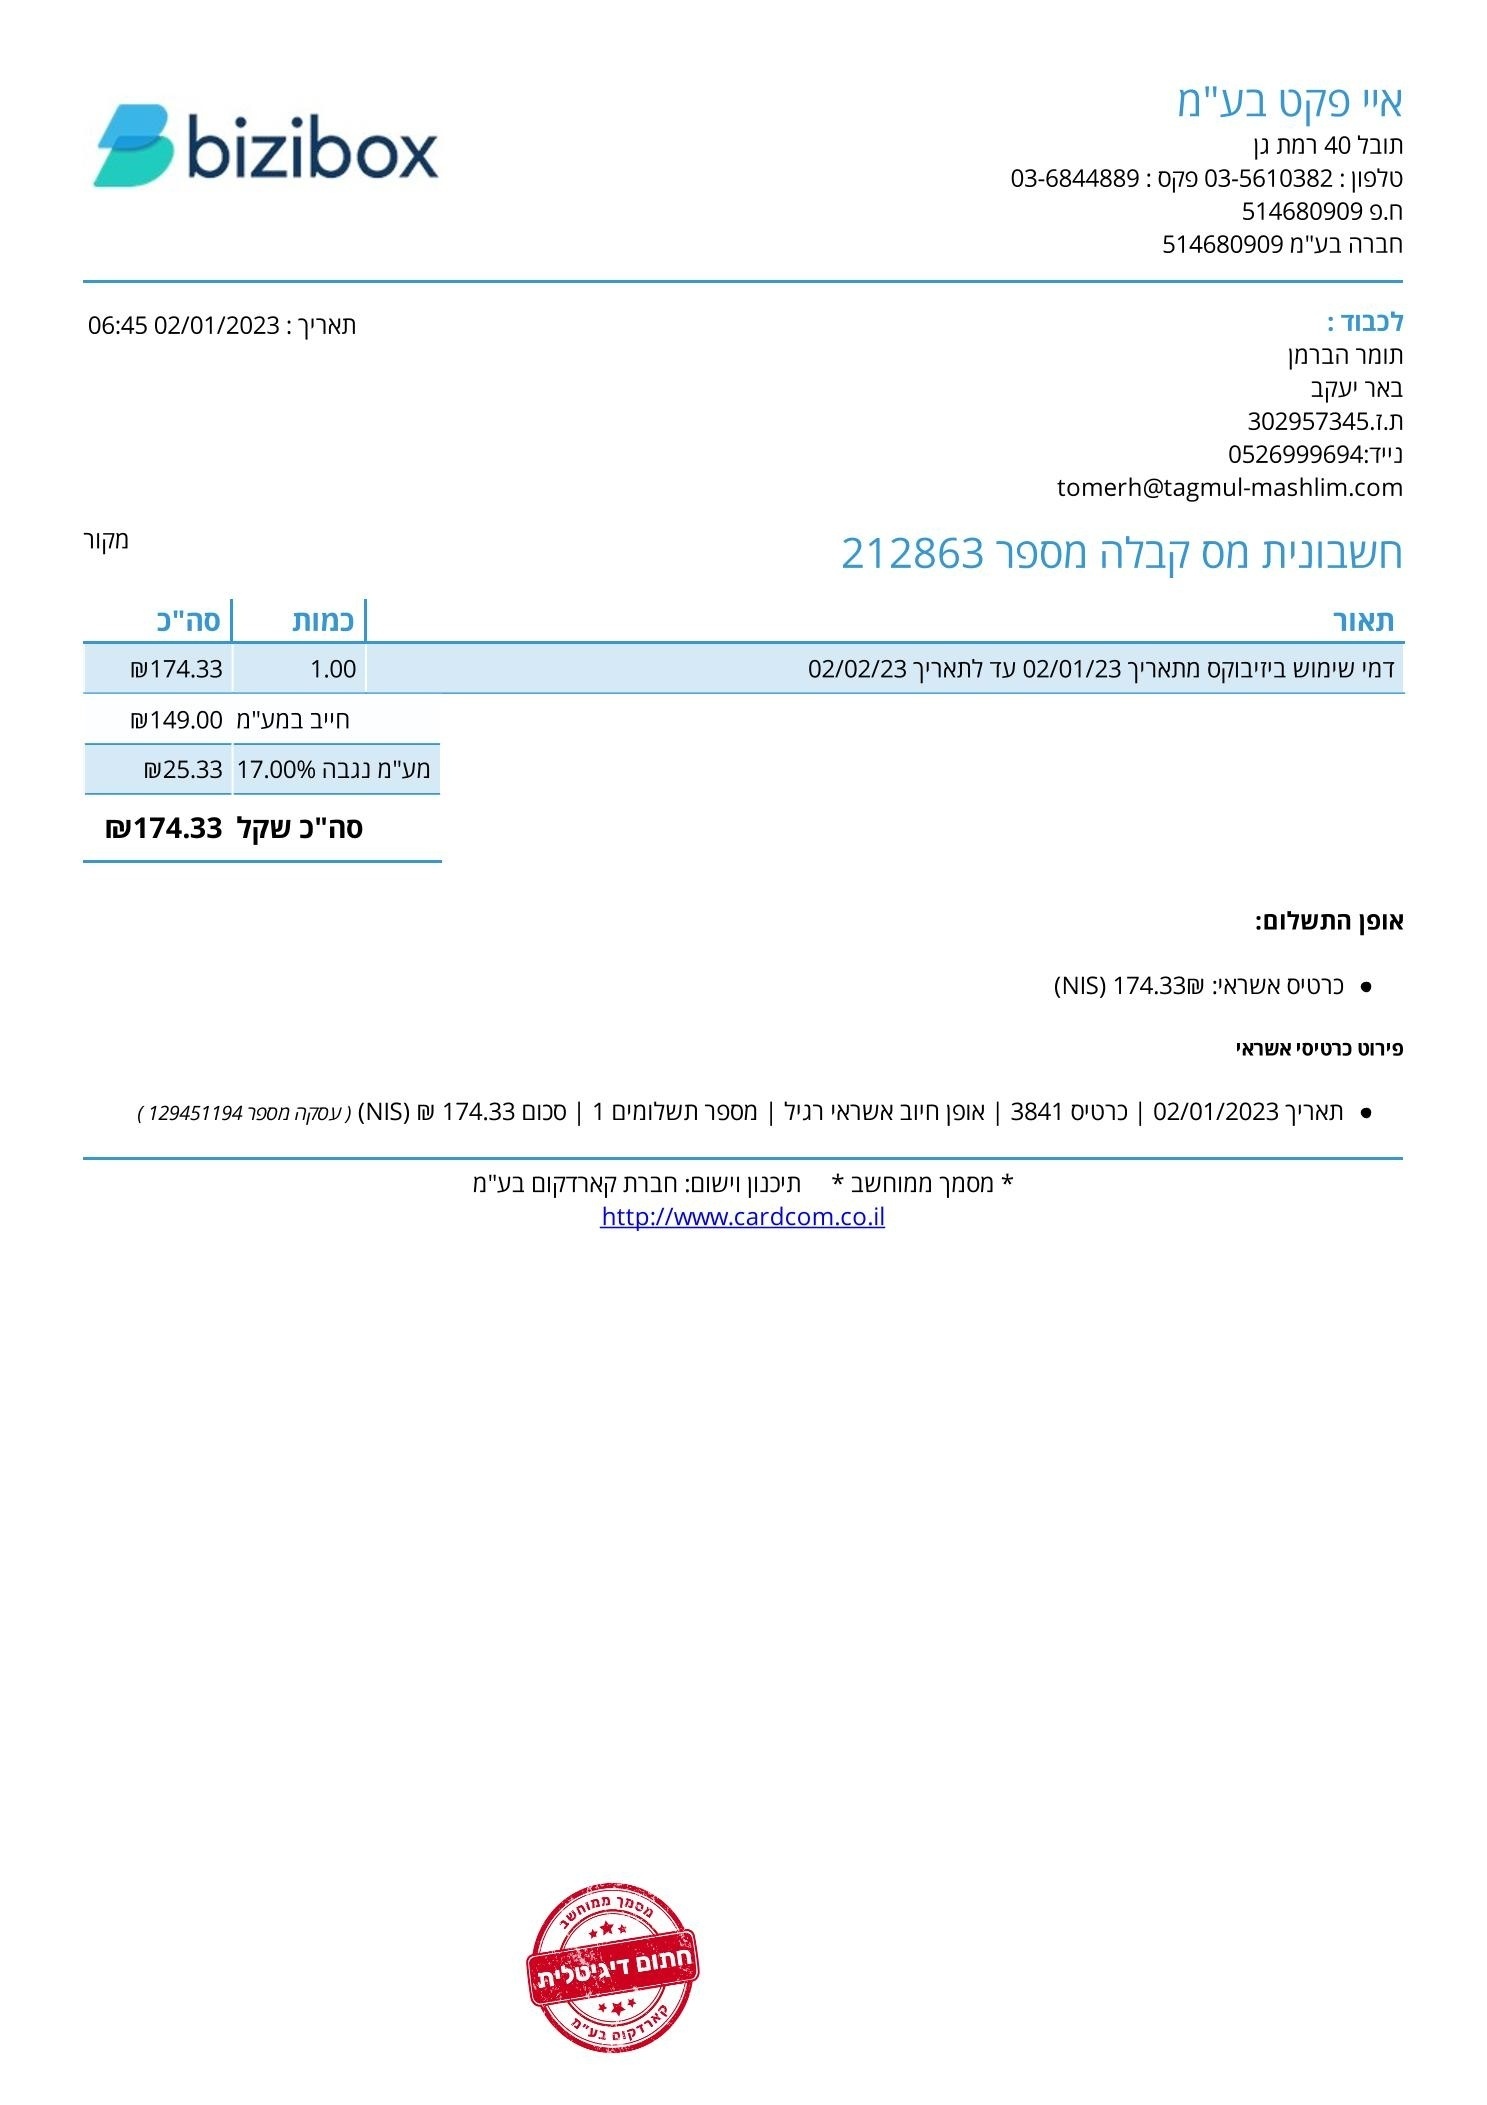 bizibox
איי פקט בע"מ
תובל 40 רמת גן
טלפון : 03-5610382 פקס : 03-6844889
ח.פ 514680909
חברה בע"מ 514680909
לכבוד :
תאריך : 02/01/2023 06:45
תומר הברמן
באר יעקב
ת.ז.302957345
נייד:0526999694
tomerh@tagmul-mashlim.com
חשבונית מס קבלה מספר 212863
מקור
תאור כמות סה"כ
דמי שימוש ביזיבוקס מתאריך 02/01/23 עד לתאריך 02/02/23 1.00 ₪174.33
חייב במע"מ ₪149.00
מע"מ נגבה 17.00% ₪25.33
סה"כ שקל ₪174.33
אופן התשלום:
• כרטיס אשראי: ₪174.33 (NIS)
פירוט כרטיסי אשראי
• תאריך 02/01/2023 | כרטיס 3841 | אופן חיוב אשראי רגיל | מספר תשלומים 1 | סכום 174.33 ₪ (NIS) ( עסקה מספר 129451194 )
* מסמך ממוחשב * תיכנון וישום: חברת קארדקום בע"מ
http://www.cardcom.co.il
מסמך ממוחשב
חתום דיגיטלית
קארדקום בע"מ